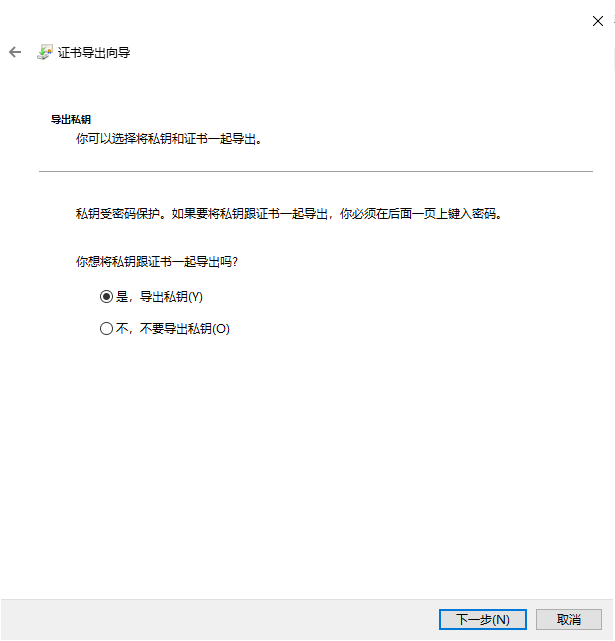 证书导出向导
导出私钥
你可以选择将私钥和证书一起导出。
私钥受密码保护。如果要将私钥跟证书一起导出，你必须在后面一页上键入密码。
你想将私钥跟证书一起导出吗?
是，导出私钥(Y)
不，不要导出私钥(O)
下一步(N)
取消